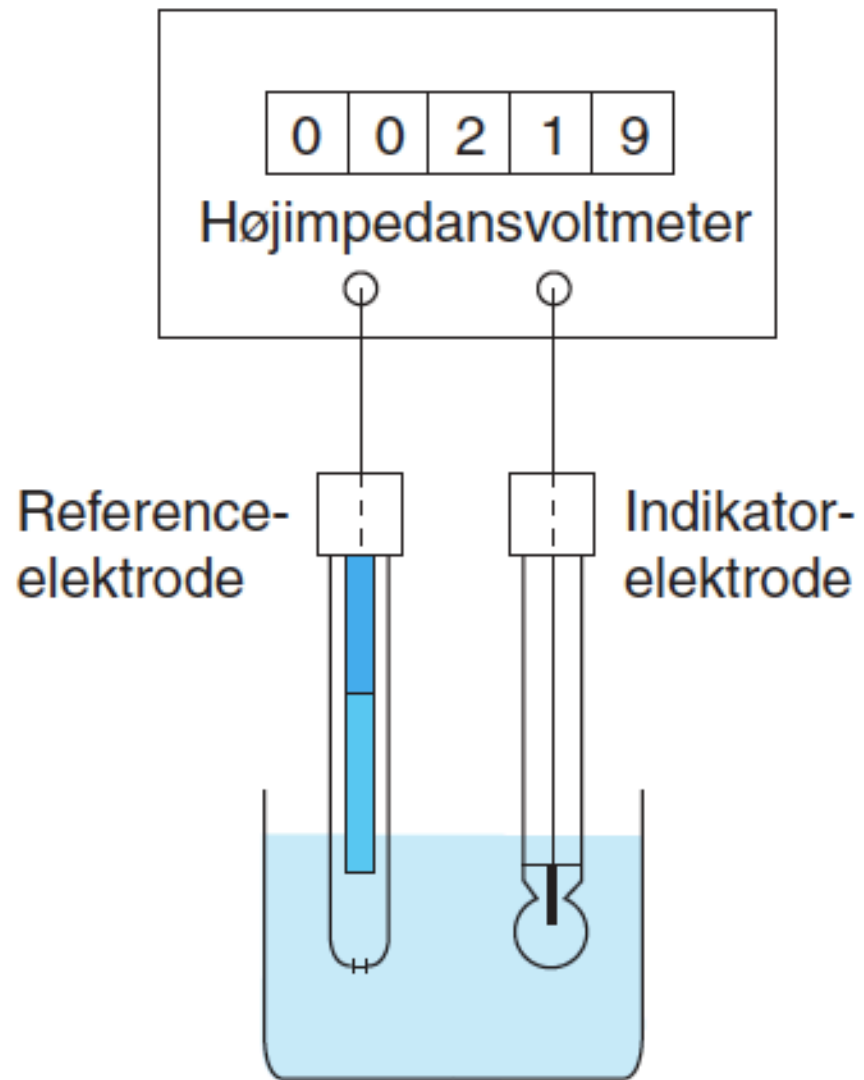 0 0 2 1 9
Højimpedansvoltmeter
Reference-
elektrode
Indikator-
elektrode